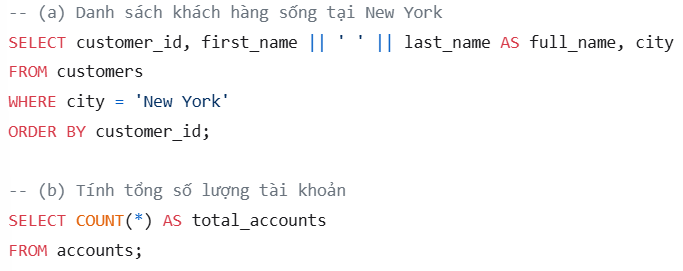 -- (a) Danh sách khách hàng sống tại New York
SELECT customer_id, first_name || ' ' || last_name AS full_name, city
FROM customers
WHERE city = 'New York'
ORDER BY customer_id;
-- (b) Tính tổng số lượng tài khoản
SELECT COUNT(*) AS total_accounts
FROM accounts;